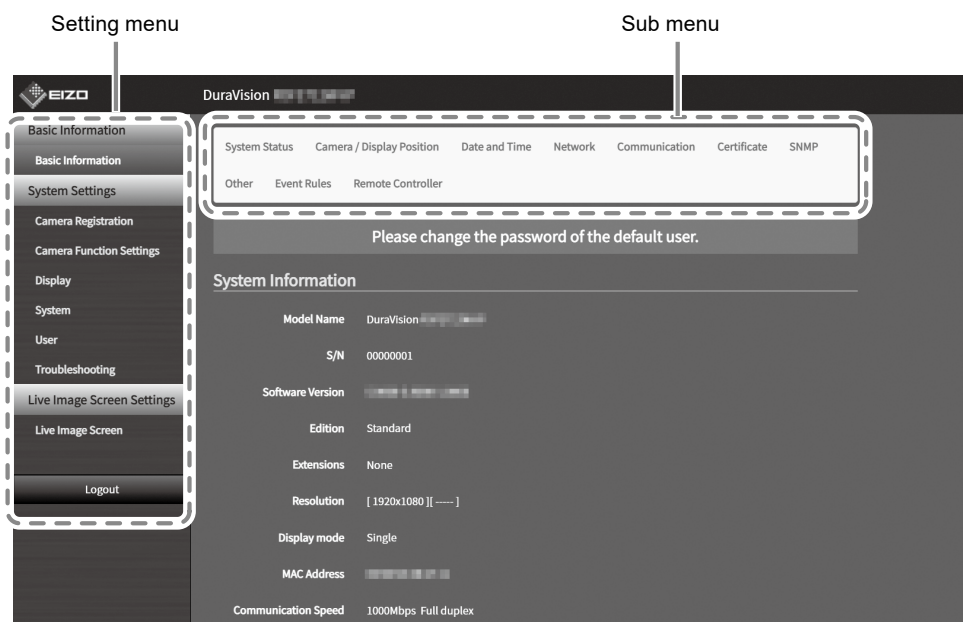 Setting menu
Sub menu
EIZO
DuraVision
Basic Information
Basic Information
System Settings
Camera Registration
Camera Function Settings
Display
System
User
Troubleshooting
Live Image Screen Settings
Live Image Screen
Logout
System Status Camera / Display Position Date and Time Network Communication Certificate SNMP
Other Event Rules Remote Controller
Please change the password of the default user.
System Information
Model Name DuraVision
S/N 00000001
Software Version
Edition Standard
Extensions None
Resolution [ 1920x1080 ][ ----- ]
Display mode Single
MAC Address
Communication Speed 1000Mbps Full duplex